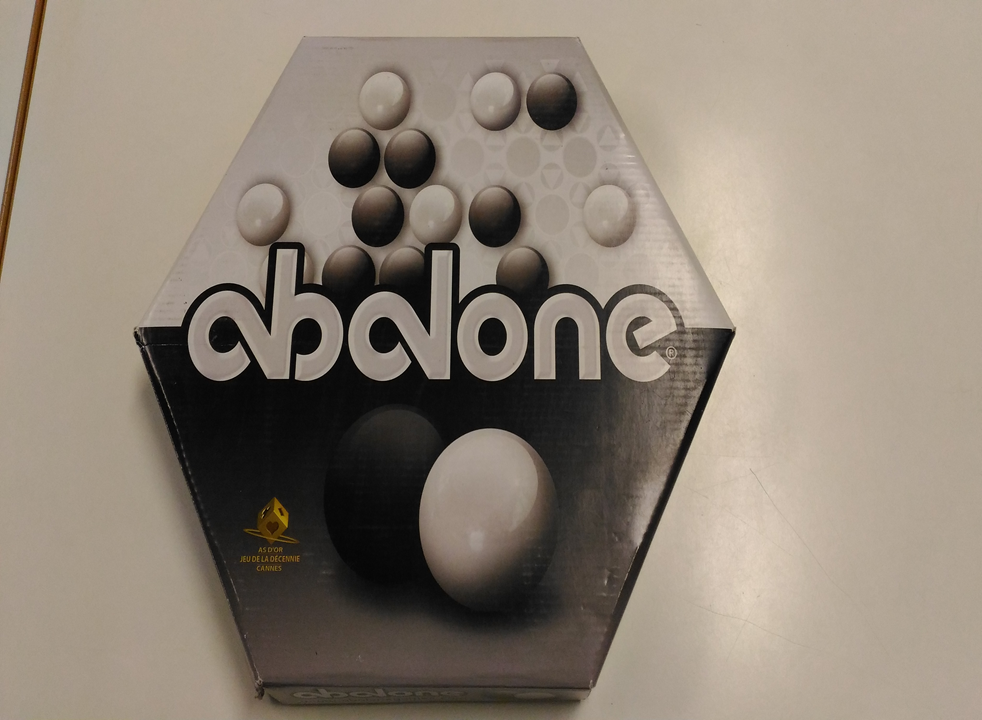 abalone®
AS D'OR
JEU DE LA DÉCENNIE
CANNES
abalone